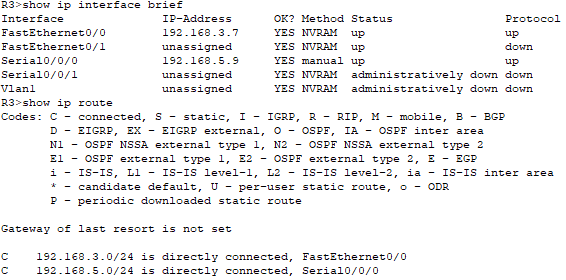 R3>show ip interface brief
Interface              IP-Address      OK? Method Status                Protocol
FastEthernet0/0        192.168.3.7     YES NVRAM  up                    up
FastEthernet0/1        unassigned      YES NVRAM  up                    down
Serial0/0/0            192.168.5.9     YES manual up                    up
Serial0/0/1            unassigned      YES NVRAM  administratively down down
Vlan1                  unassigned      YES NVRAM  administratively down down
R3>show ip route
Codes: C - connected, S - static, I - IGRP, R - RIP, M - mobile, B - BGP
       D - EIGRP, EX - EIGRP external, O - OSPF, IA - OSPF inter area
       N1 - OSPF NSSA external type 1, N2 - OSPF NSSA external type 2
       E1 - OSPF external type 1, E2 - OSPF external type 2, E - EGP
       i - IS-IS, L1 - IS-IS level-1, L2 - IS-IS level-2, ia - IS-IS inter area
       * - candidate default, U - per-user static route, o - ODR
       P - periodic downloaded static route

Gateway of last resort is not set

C    192.168.3.0/24 is directly connected, FastEthernet0/0
C    192.168.5.0/24 is directly connected, Serial0/0/0